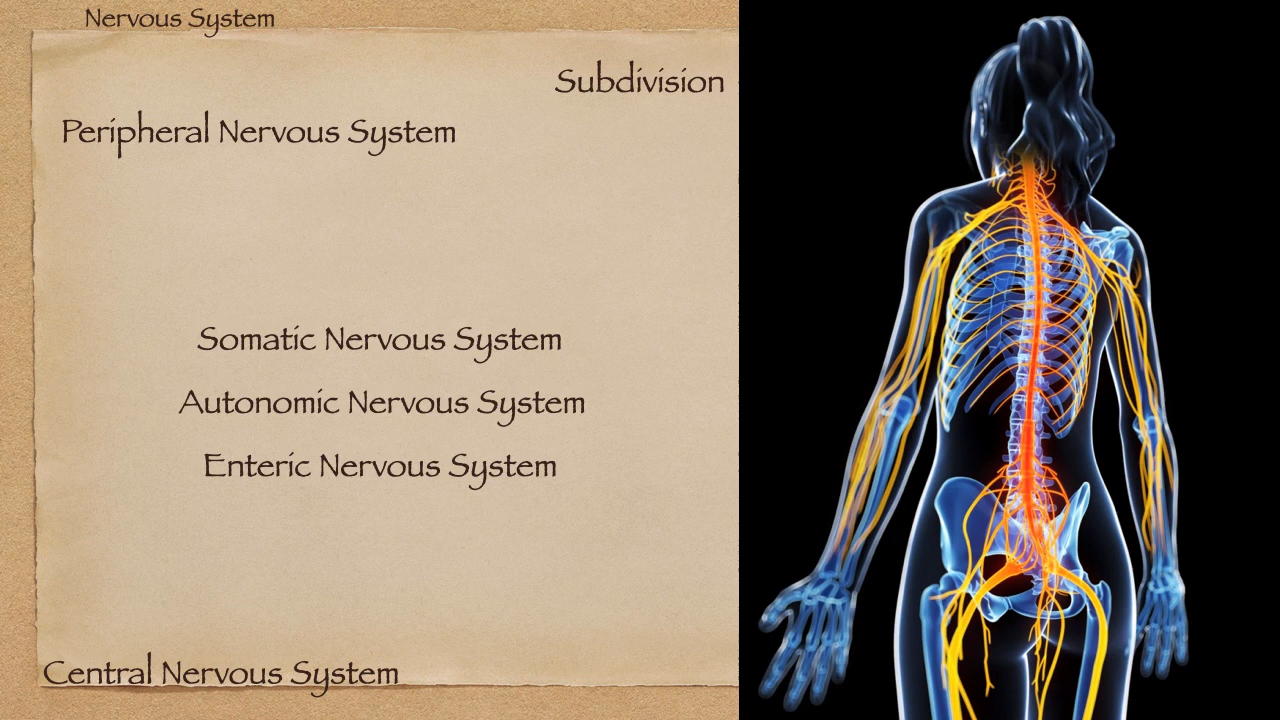 Nervous System
Subdivision
Peripheral Nervous System
Somatic Nervous System
Autonomic Nervous System
Enteric Nervous System
Central Nervous System